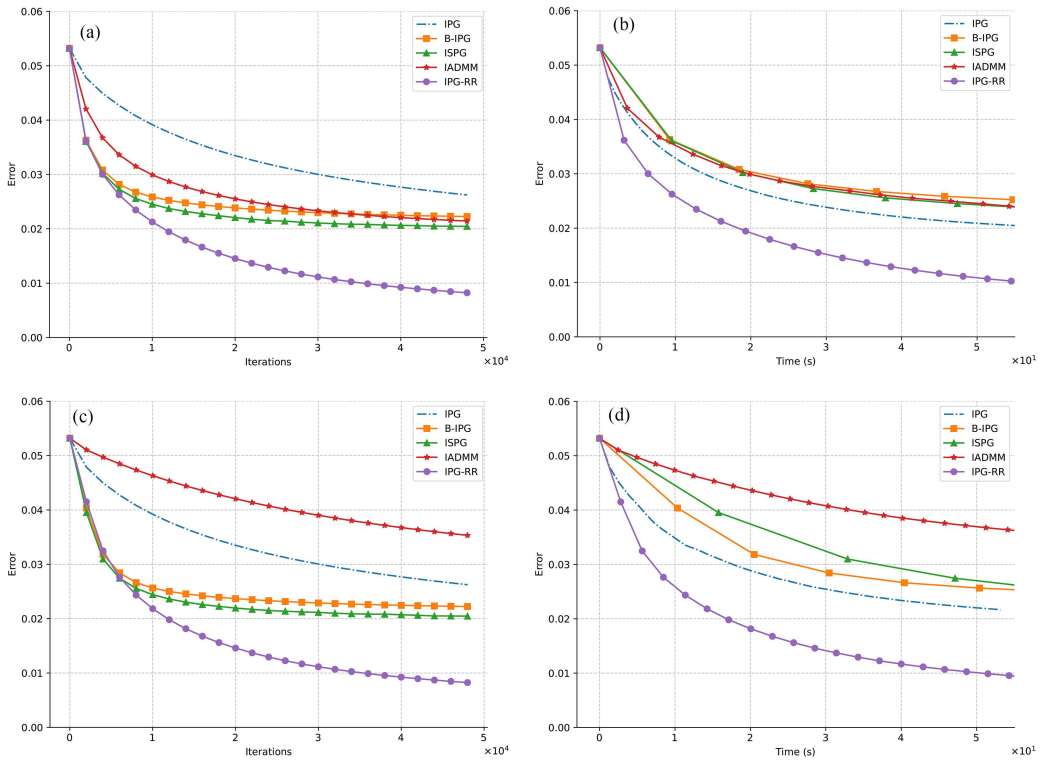 (a)
0.06
0.05
0.04
0.03
0.02
0.01
0.00
Error
0
1
2
3
4
5
×10⁴
Iterations
IPG
B-IPG
ISPG
IADMM
IPG-RR
(b)
0.06
0.05
0.04
0.03
0.02
0.01
0.00
Error
0
1
2
3
4
5
×10¹
Time (s)
IPG
B-IPG
ISPG
IADMM
IPG-RR
(c)
0.06
0.05
0.04
0.03
0.02
0.01
0.00
Error
0
1
2
3
4
5
×10⁴
Iterations
IPG
B-IPG
ISPG
IADMM
IPG-RR
(d)
0.06
0.05
0.04
0.03
0.02
0.01
0.00
Error
0
1
2
3
4
5
×10¹
Time (s)
IPG
B-IPG
ISPG
IADMM
IPG-RR